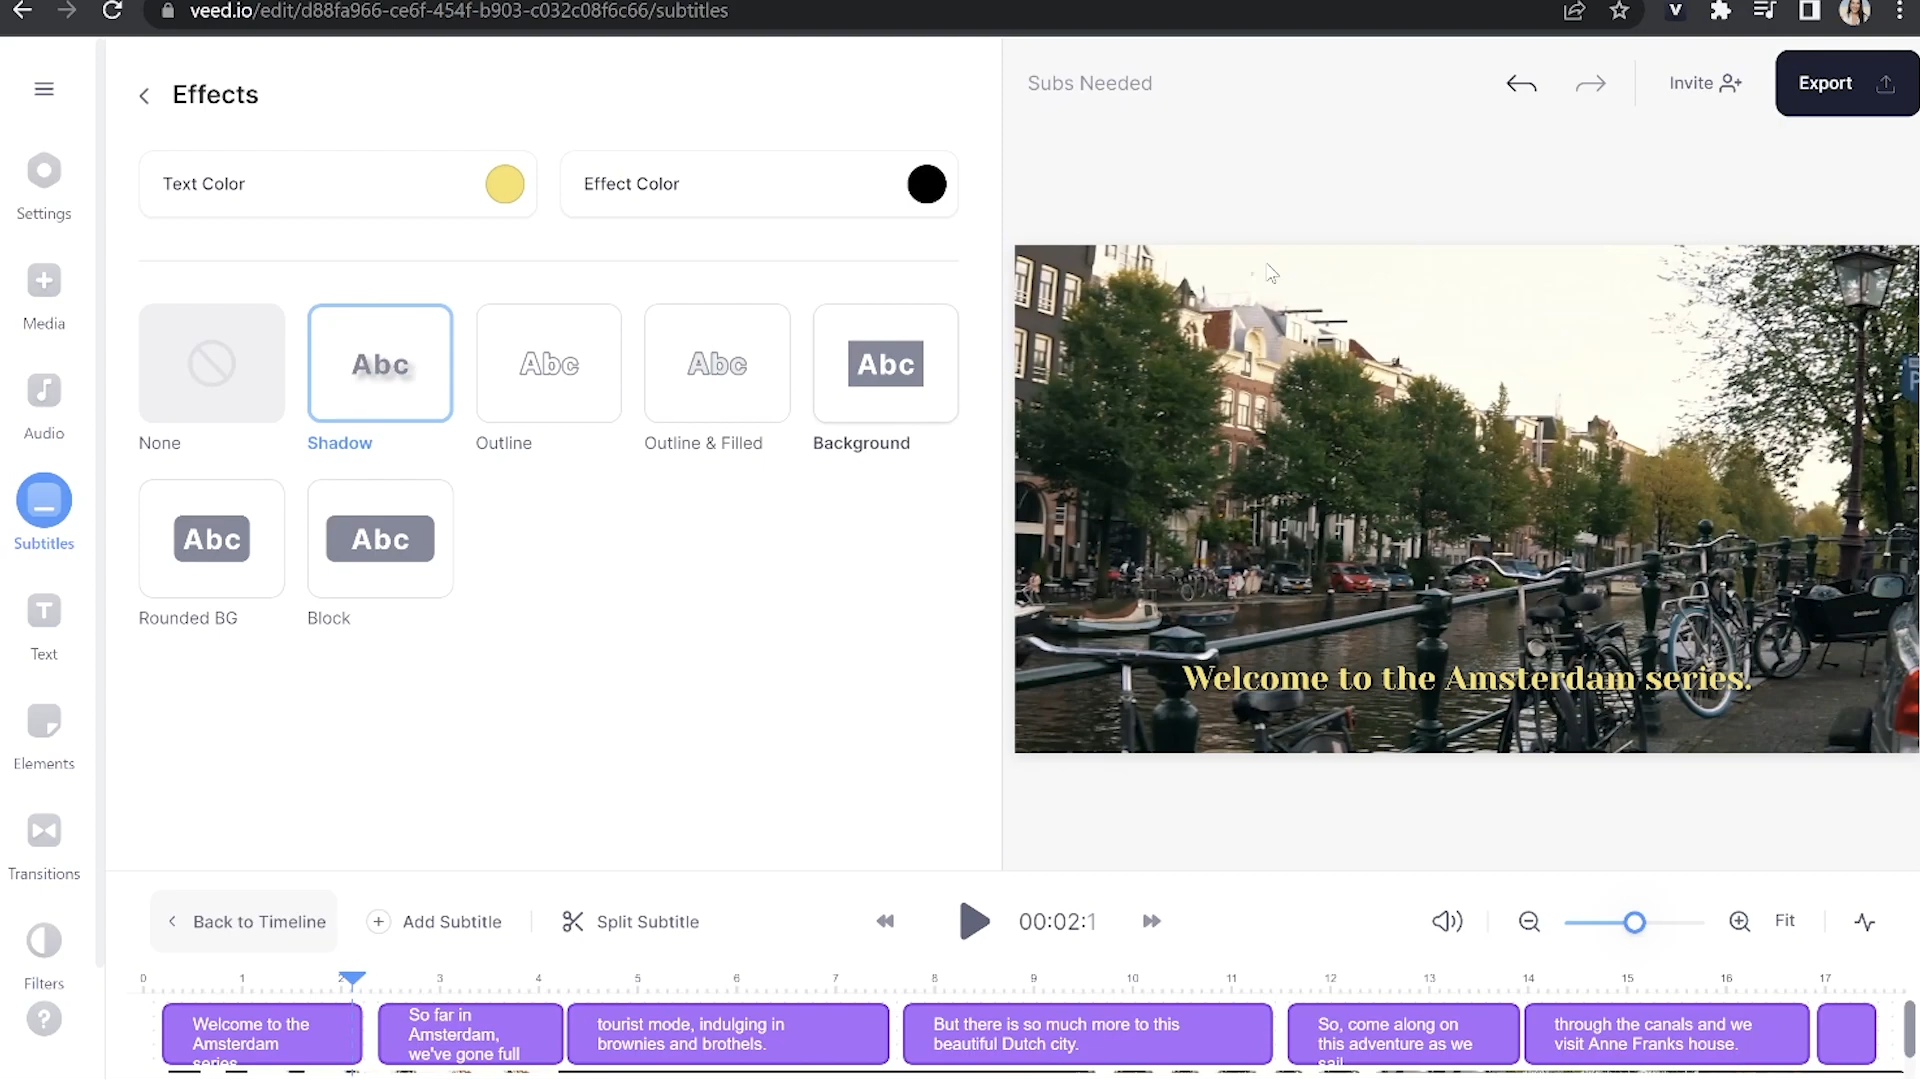 veed.io/edit/d88fa966-ce6f-454f-b903-c032c08f6c66/subtitles
Effects
Subs Needed
Invite
Export
Text Color
Effect Color
Settings
Media
Audio
Subtitles
Text
Elements
Transitions
Filters
?
Abc
Abc
Abc
Abc
None
Shadow
Outline
Outline & Filled
Background
Abc
Abc
Rounded BG
Block
P
Welcome to the Amsterdam series.
Back to Timeline
Add Subtitle
Split Subtitle
00:02:1
Fit
0 1 2 3 4 5 6 7 8 9 10 11 12 13 14 15 16 17
Welcome to the
Amsterdam
series.
So far in
Amsterdam,
we've gone full
tourist mode, indulging in
brownies and brothels.
But there is so much more to this
beautiful Dutch city.
So, come along on
this adventure as we
sail
through the canals and we
visit Anne Franks house.